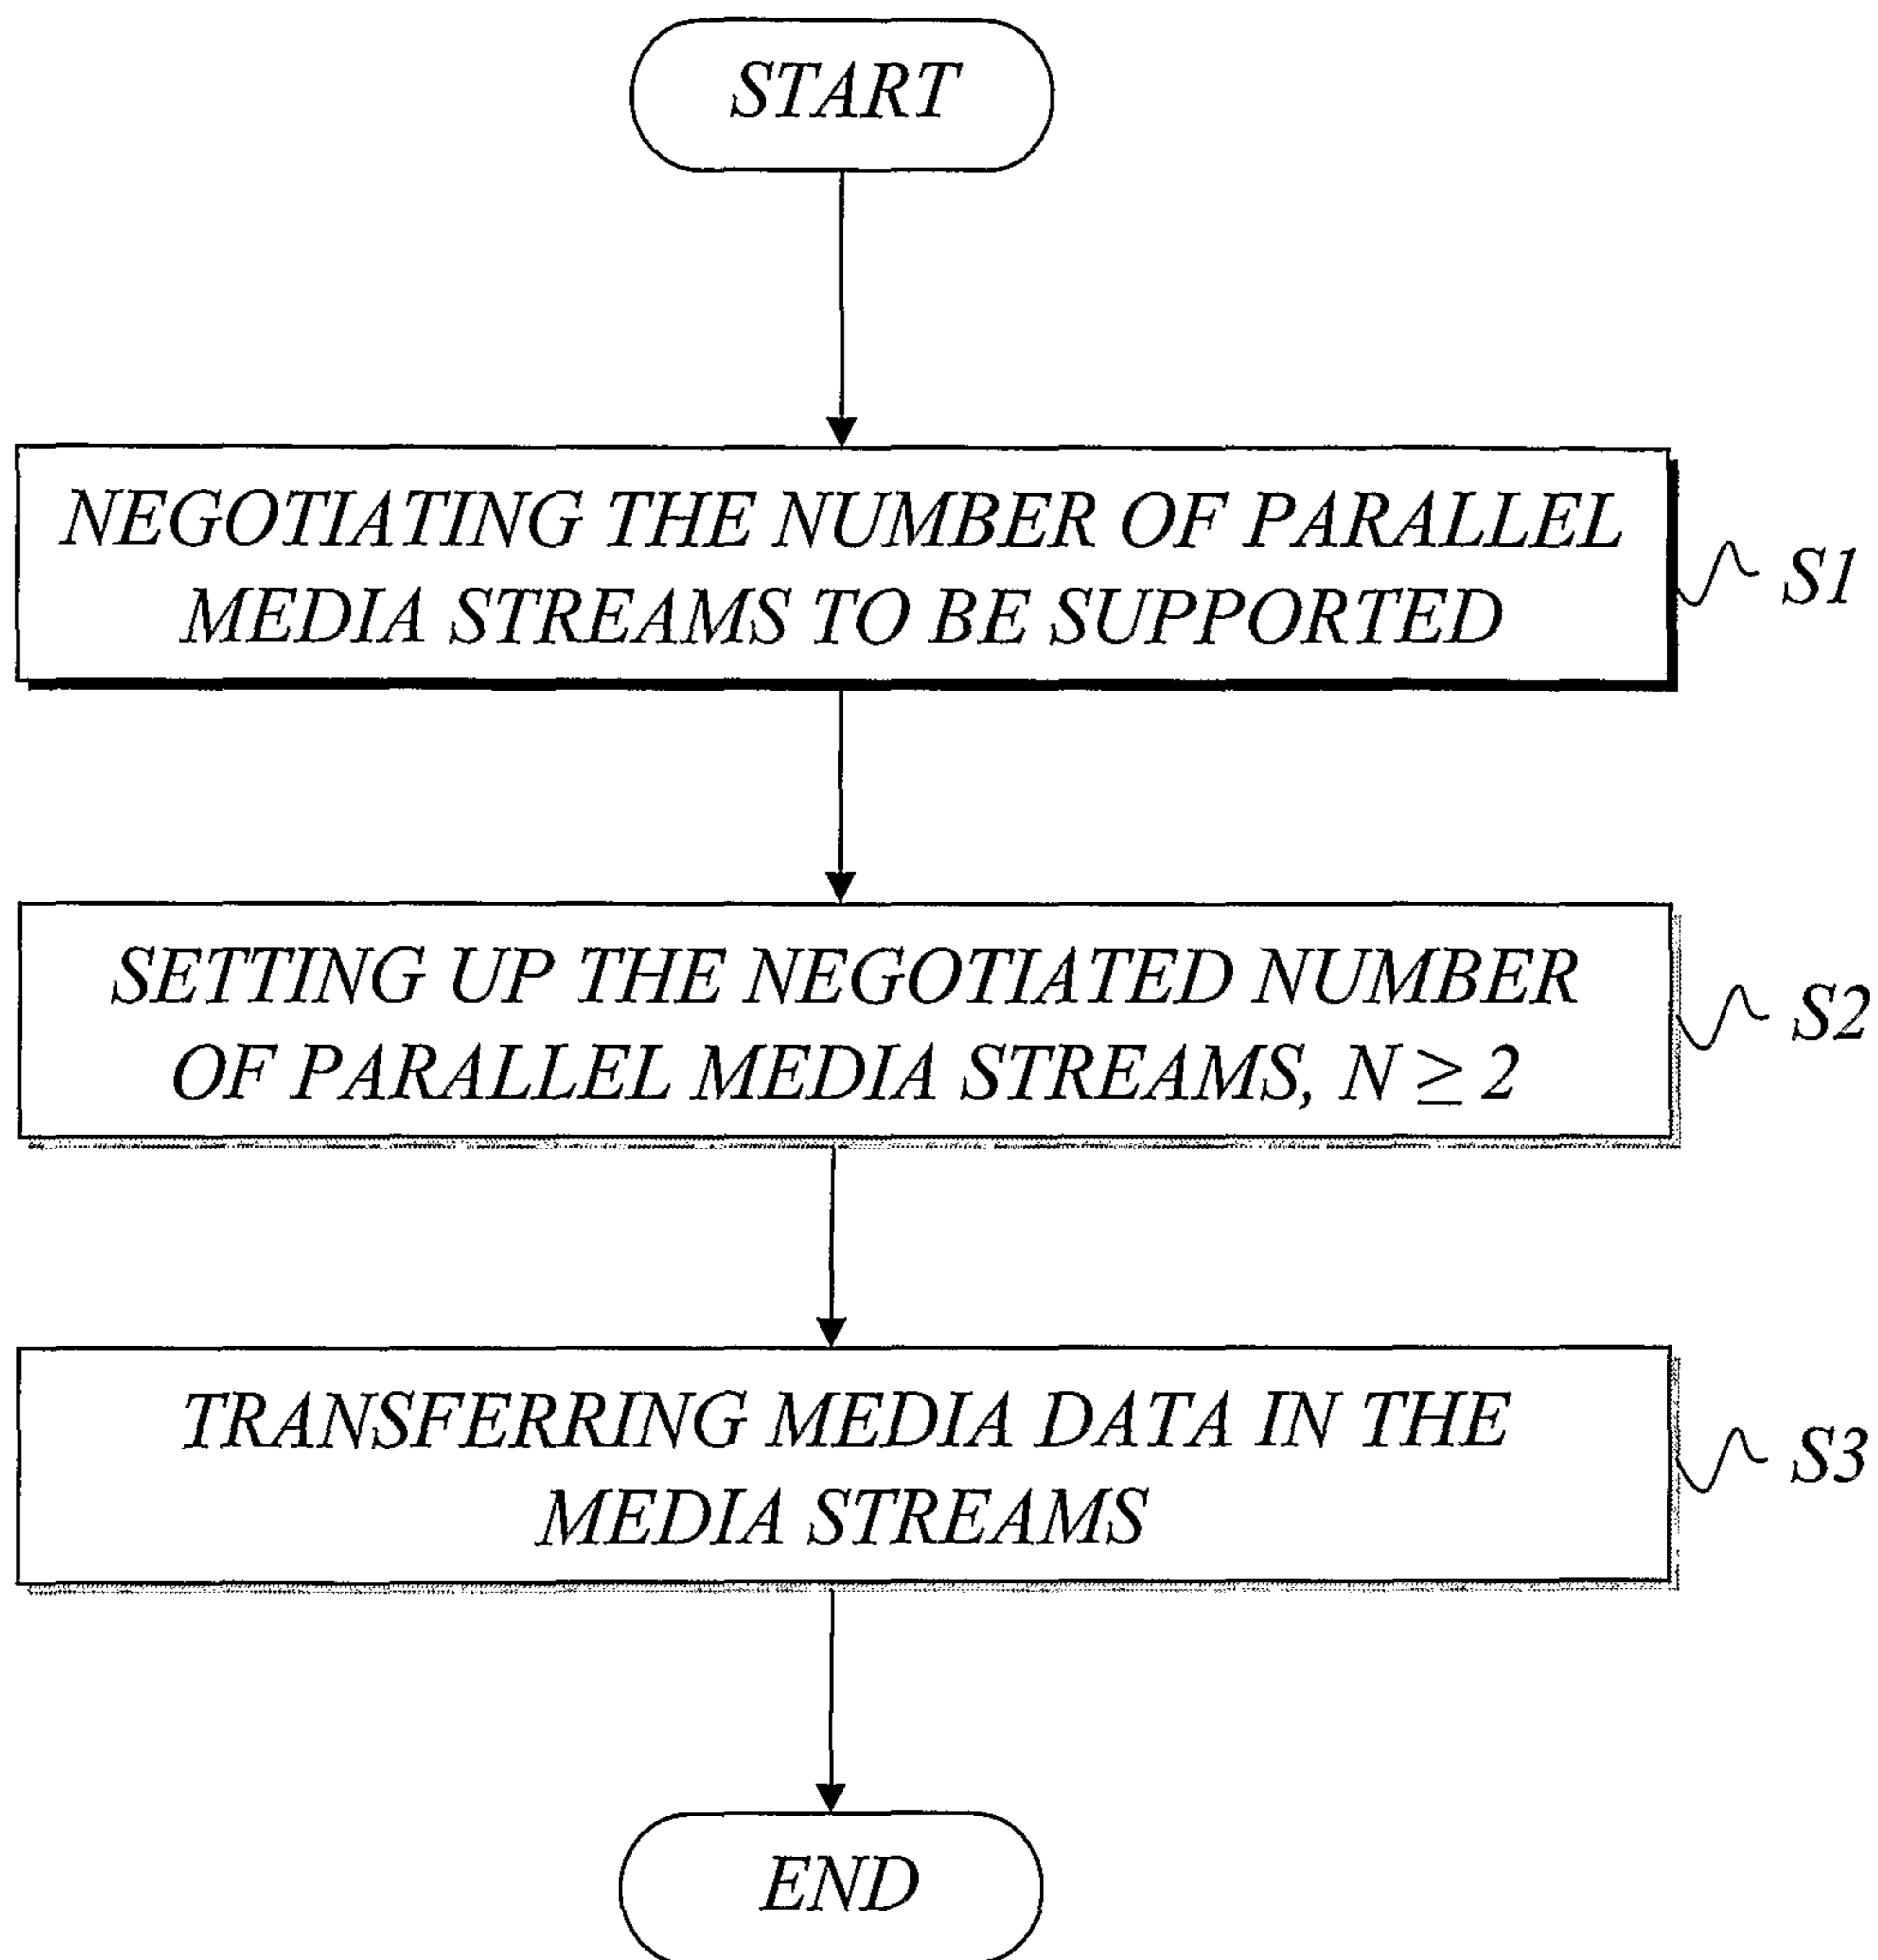 START
NEGOTIATING THE NUMBER OF PARALLEL
MEDIA STREAMS TO BE SUPPORTED
S1
SETTING UP THE NEGOTIATED NUMBER
OF PARALLEL MEDIA STREAMS, N ≥ 2
S2
TRANSFERRING MEDIA DATA IN THE
MEDIA STREAMS
S3
END